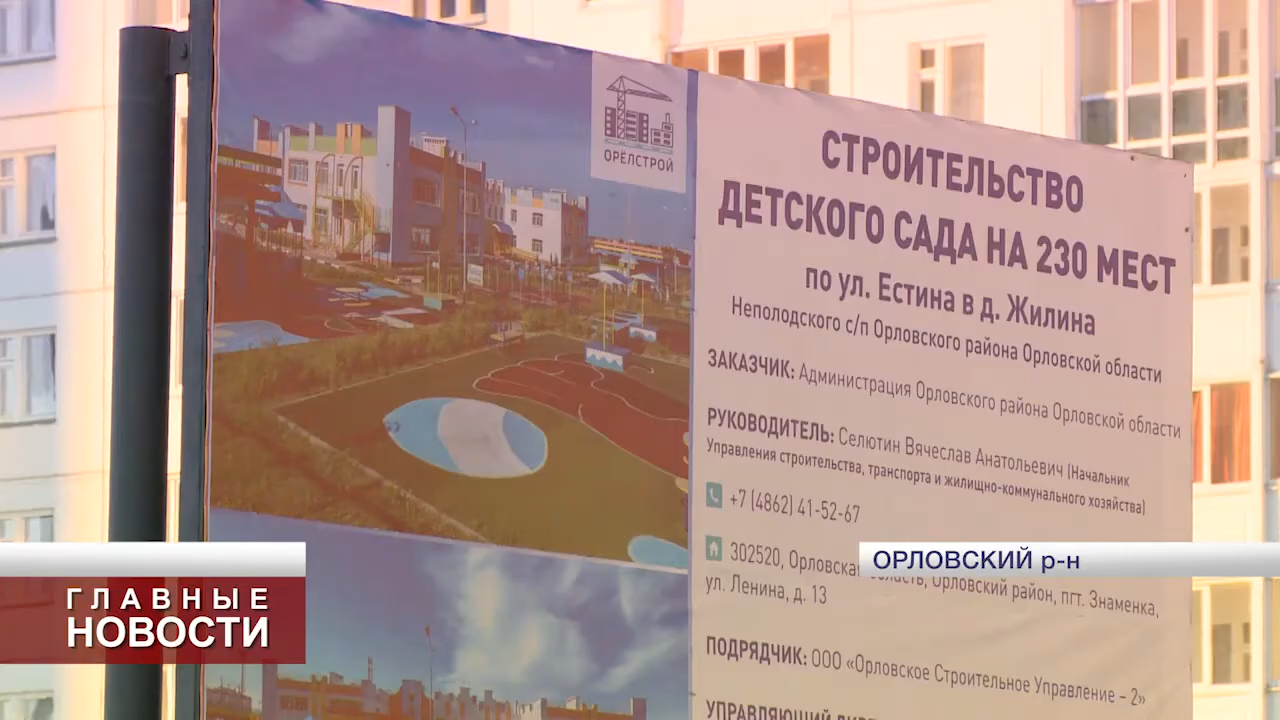 ОРЁЛСТРОЙ
СТРОИТЕЛЬСТВО
ДЕТСКОГО САДА НА 230 МЕСТ
по ул. Естина в д. Жилина
Неполодского с/п Орловского района Орловской области
ЗАКАЗЧИК: Администрация Орловского района Орловской области
РУКОВОДИТЕЛЬ: Селютин Вячеслав Анатольевич (Начальник
Управления строительства, транспорта и жилищно-коммунального хозяйства)
+7 (4862) 41-52-67
302520, Орловская область, Орловский район, пгт. Знаменка,
ул. Ленина, д. 13
ПОДРЯДЧИК: ООО «Орловское Строительное Управление – 2»
ОРЛОВСКИЙ р-н
ГЛАВНЫЕ
НОВОСТИ